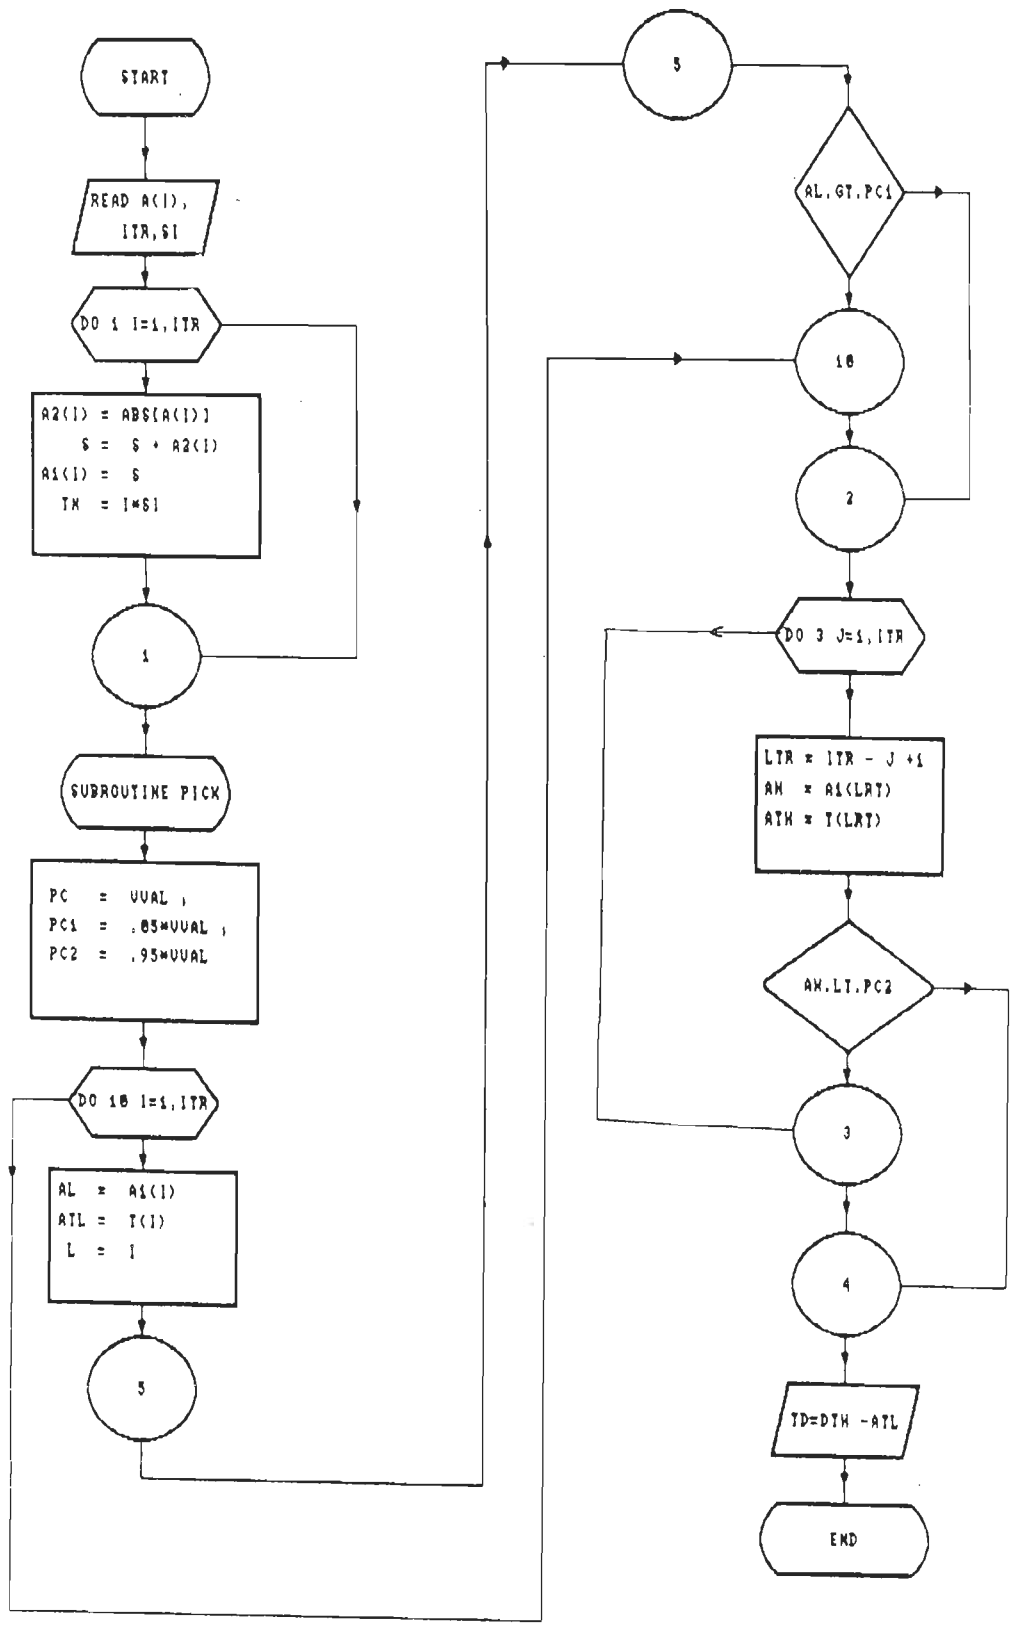 START
READ A(I),
ITR,SI
DO 1 I=1,ITR
A2(I) = ABS[A(I)]
S = S + A2(I)
A1(I) = S
TH = I*SI
1
SUBROUTINE PICK
PC = VVAL ,
PC1 = .05*VVAL ,
PC2 = .95*VVAL
DO 10 I=1,ITR
AL = A1(I)
ATL = T(I)
L = I
5
5
AL.GT.PC1
10
2
DO 3 J=1,ITR
LTR = ITR - J +1
AH = A1(LRT)
ATH = T(LRT)
AH.LT.PC2
3
4
TD=DTH -ATL
END